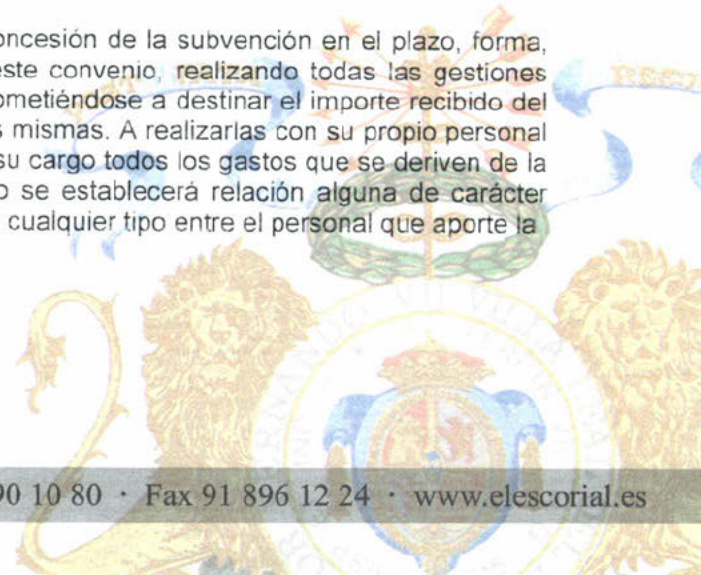 oncesión de la subvención en el plazo, forma,
este convenio, realizando todas las gestiones
ometiéndose a destinar el importe recibido del
s mismas. A realizarlas con su propio personal
su cargo todos los gastos que se deriven de la
o se establecerá relación alguna de carácter
cualquier tipo entre el personal que aporte la
90 10 80 · Fax 91 896 12 24 · www.elescorial.es